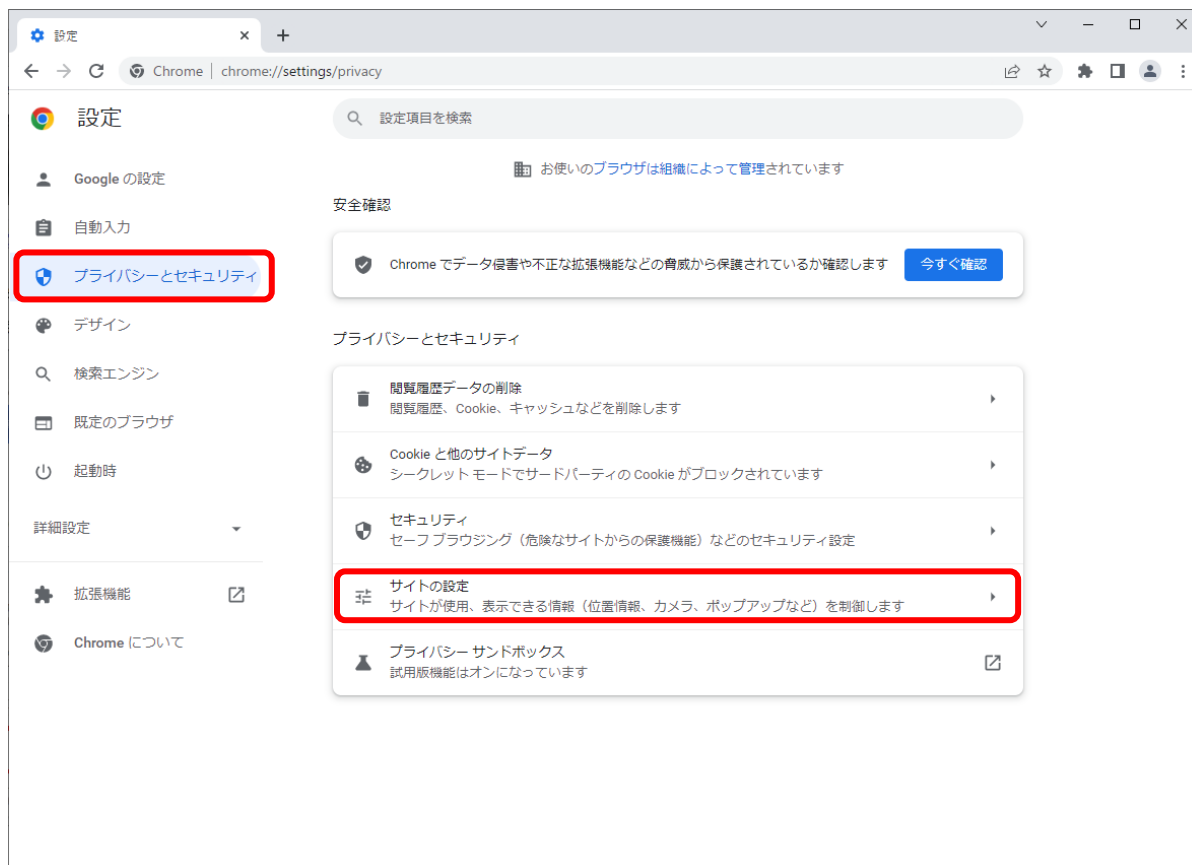 設定
Chrome chrome://settings/privacy
設定
設定項目を検索
お使いのブラウザは組織によって管理されています
Google の設定
自動入力
プライバシーとセキュリティ
デザイン
検索エンジン
既定のブラウザ
起動時
詳細設定
拡張機能
Chrome について
安全確認
Chrome でデータ侵害や不正な拡張機能などの脅威から保護されているか確認します
今すぐ確認
プライバシーとセキュリティ
閲覧履歴データの削除
閲覧履歴、Cookie、キャッシュなどを削除します
Cookie と他のサイトデータ
シークレット モードでサードパーティの Cookie がブロックされています
セキュリティ
セーフ ブラウジング（危険なサイトからの保護機能）などのセキュリティ設定
サイトの設定
サイトが使用、表示できる情報（位置情報、カメラ、ポップアップなど）を制御します
プライバシー サンドボックス
試用版機能はオンになっています